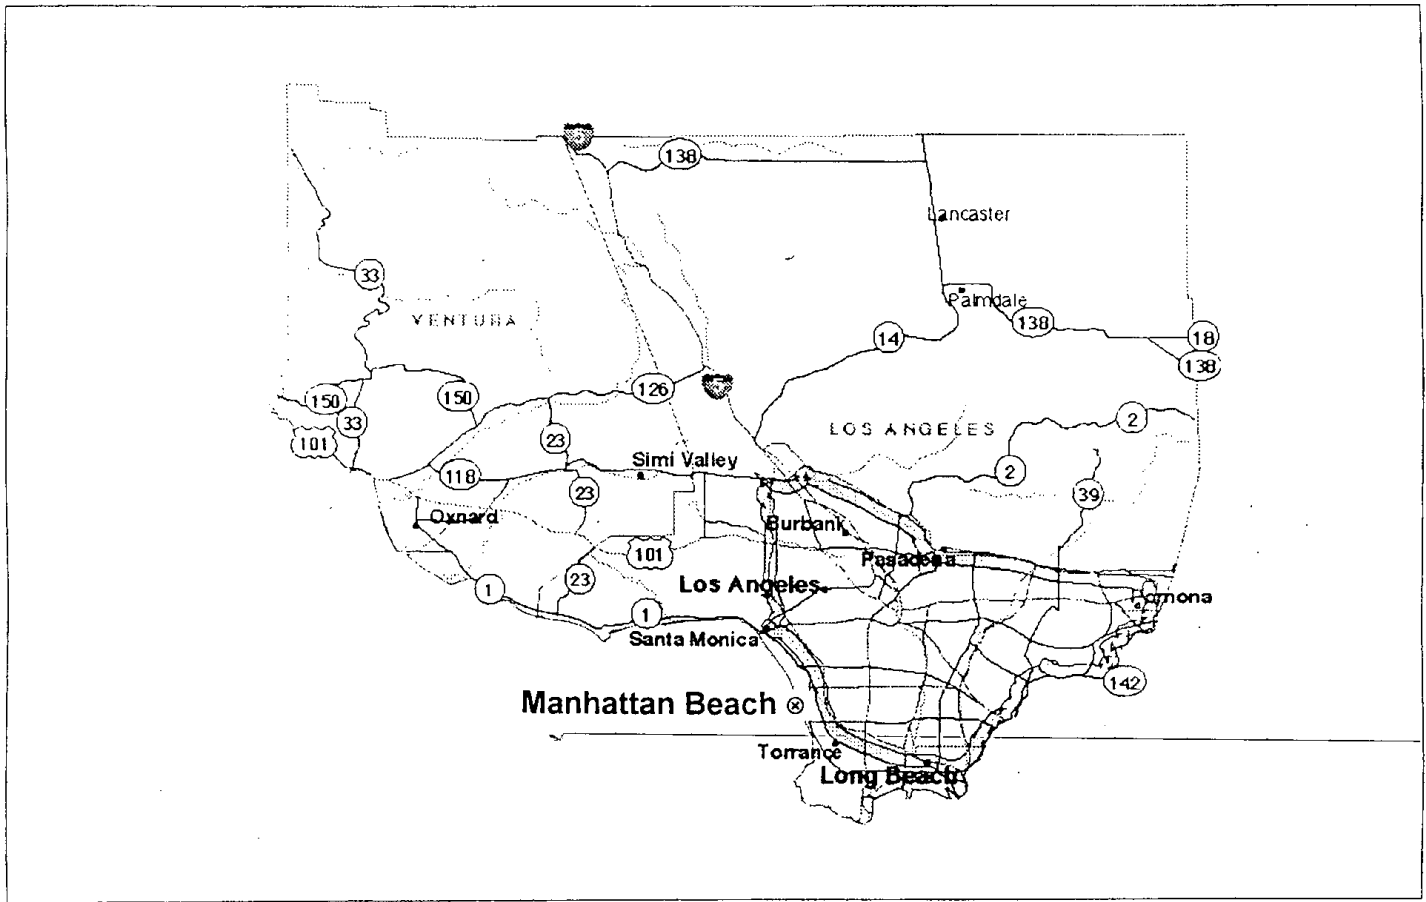 138
Lancaster
33
Palmdale
VENTURA
138
14
18
138
126
150
150
33
2
101
LOS ANGELES
23
Simi Valley
118
2
23
39
Oxnard
Burbank
101
Pasadena
23
Los Angeles
1
omona
1
Santa Monica
142
Manhattan Beach
Torrance
Long Beach